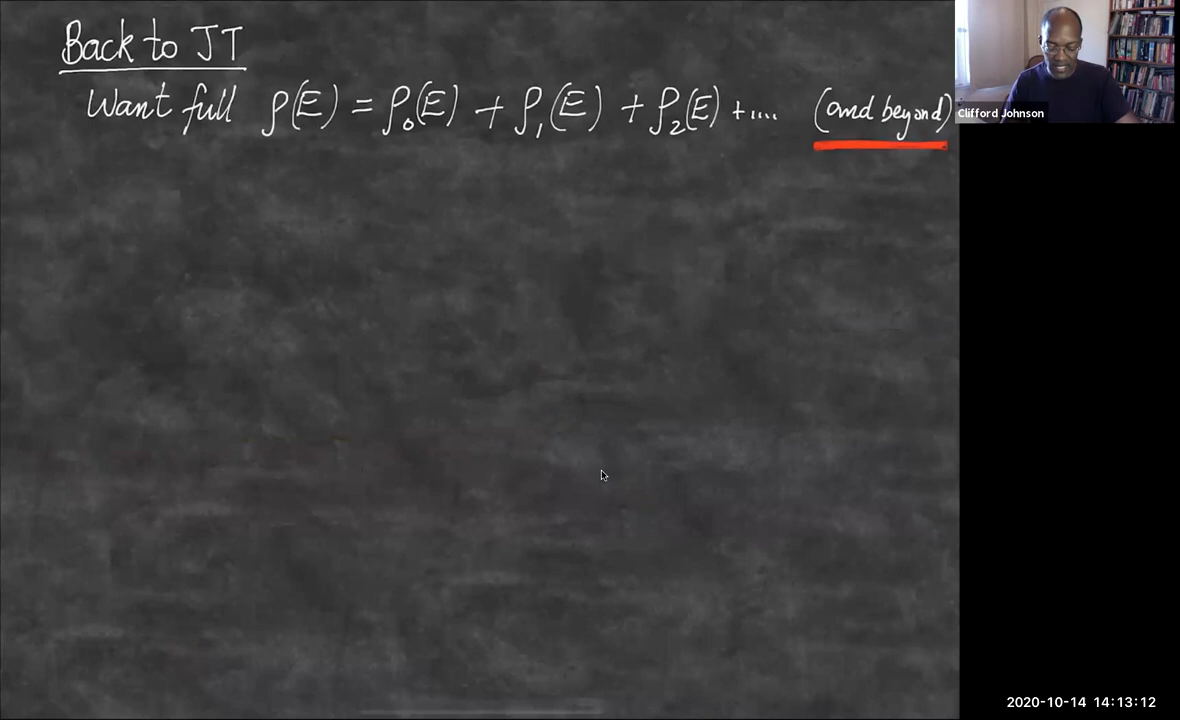 Back to JT
Want full ρ(E) = ρ₀(E) + ρ₁(E) + ρ₂(E) + .... (and beyond)
Clifford Johnson
2020-10-14 14:13:12